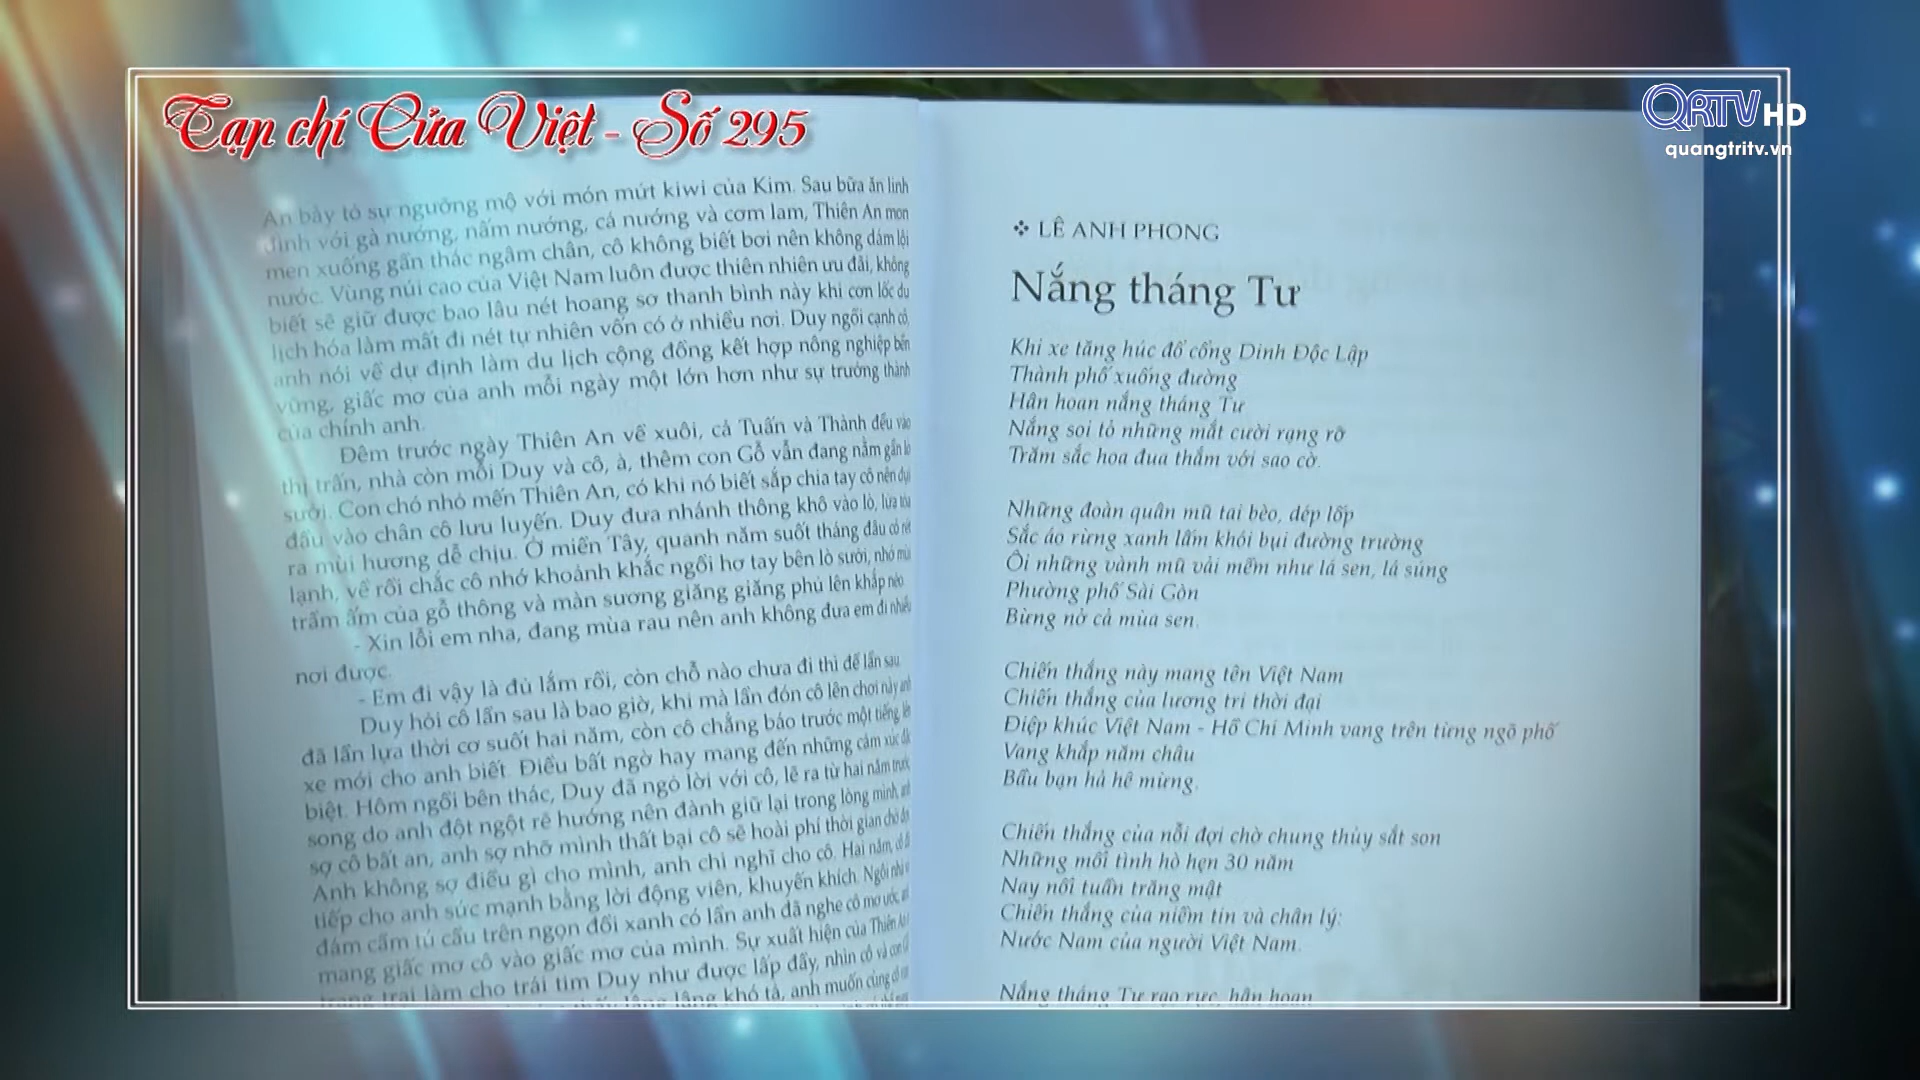 Tạp chí Cửa Việt - Số 295
QRTV HD
quangtritv.vn
An bày tỏ sự ngưỡng mộ với món mứt kiwi của Kim. Sau bữa ăn linh
đình với gà nướng, nấm nướng, cá nướng và cơm lam, Thiên An mon
men xuống gần thác ngâm chân, cô không biết bơi nên không dám lội
nước. Vùng núi cao của Việt Nam luôn được thiên nhiên ưu đãi, không
biết sẽ giữ được bao lâu nét hoang sơ thanh bình này khi cơn lốc du
lịch hóa làm mất đi nét tự nhiên vốn có ở nhiều nơi. Duy ngồi cạnh cô,
anh nói về dự định làm du lịch cộng đồng kết hợp nông nghiệp bền
vững, giấc mơ của anh mỗi ngày một lớn hơn như sự trưởng thành
của chính anh.
Đêm trước ngày Thiên An về xuôi, cả Tuấn và Thành đều vào
thị trấn, nhà còn mỗi Duy và cô, à, thêm con Gỗ vẫn đang nằm gần lò
sưởi. Con chó nhỏ mến Thiên An, có khi nó biết sắp chia tay cô nên dụi
đầu vào chân cô lưu luyến. Duy đưa nhánh thông khô vào lò, lửa tỏa
ra mùi hương dễ chịu. Ở miền Tây, quanh năm suốt tháng đâu có rét
lạnh, về rồi chắc cô nhớ khoảnh khắc ngồi hơ tay bên lò sưởi, nhớ mùi
trầm ấm của gỗ thông và màn sương giăng giăng phủ lên khắp nẻo.
- Xin lỗi em nha, đang mùa rau nên anh không đưa em đi nhiều
nơi được.
- Em đi vậy là đủ lắm rồi, còn chỗ nào chưa đi thì để lần sau
Duy hỏi cô lần sau là bao giờ, khi mà lần đón cô lên chơi này anh
đã lần lựa thời cơ suốt hai năm, còn cô chẳng báo trước một tiếng, lên
xe mới cho anh biết. Điều bất ngờ hay mang đến những cảm xúc đặc
biệt. Hôm ngồi bên thác, Duy đã ngỏ lời với cô, lẽ ra từ hai năm trước
song do anh đột ngột rẽ hướng nên đành giữ lại trong lòng mình, anh
sợ cô bất an, anh sợ nhỡ mình thất bại cô sẽ hoài phí thời gian chờ đợi
Anh không sợ điều gì cho mình, anh chỉ nghĩ cho cô. Hai năm, cô đã
tiếp cho anh sức mạnh bằng lời động viên, khuyến khích. Ngồi nhìn
đám cẩm tú cầu trên ngọn đồi xanh có lần anh đã nghe cô mơ ước, anh
mang giấc mơ cô vào giấc mơ của mình. Sự xuất hiện của Thiên An
trang trại làm cho trái tim Duy như được lấp đầy, nhìn cô và con Gỗ
lâng lâng khó tả, anh muốn cùng cô
❖ LÊ ANH PHONG
Nắng tháng Tư
Khi xe tăng húc đổ cổng Dinh Độc Lập
Thành phố xuống đường
Hân hoan nắng tháng Tư
Nắng soi tỏ những mắt cười rạng rỡ
Trăm sắc hoa đua thắm với sao cờ.
Những đoàn quân mũ tai bèo, dép lốp
Sắc áo rừng xanh lấm khói bụi đường trường
Ôi những vành mũ vải mềm như lá sen, lá súng
Phường phố Sài Gòn
Bừng nở cả mùa sen.
Chiến thắng này mang tên Việt Nam
Chiến thắng của lương tri thời đại
Điệp khúc Việt Nam - Hồ Chí Minh vang trên từng ngõ phố
Vang khắp năm châu
Bầu bạn hả hê mừng.
Chiến thắng của nỗi đợi chờ chung thủy sắt son
Những mối tình hò hẹn 30 năm
Nay nối tuần trăng mật
Chiến thắng của niềm tin và chân lý:
Nước Nam của người Việt Nam.
Nắng tháng Tư rạo rực, hân hoan